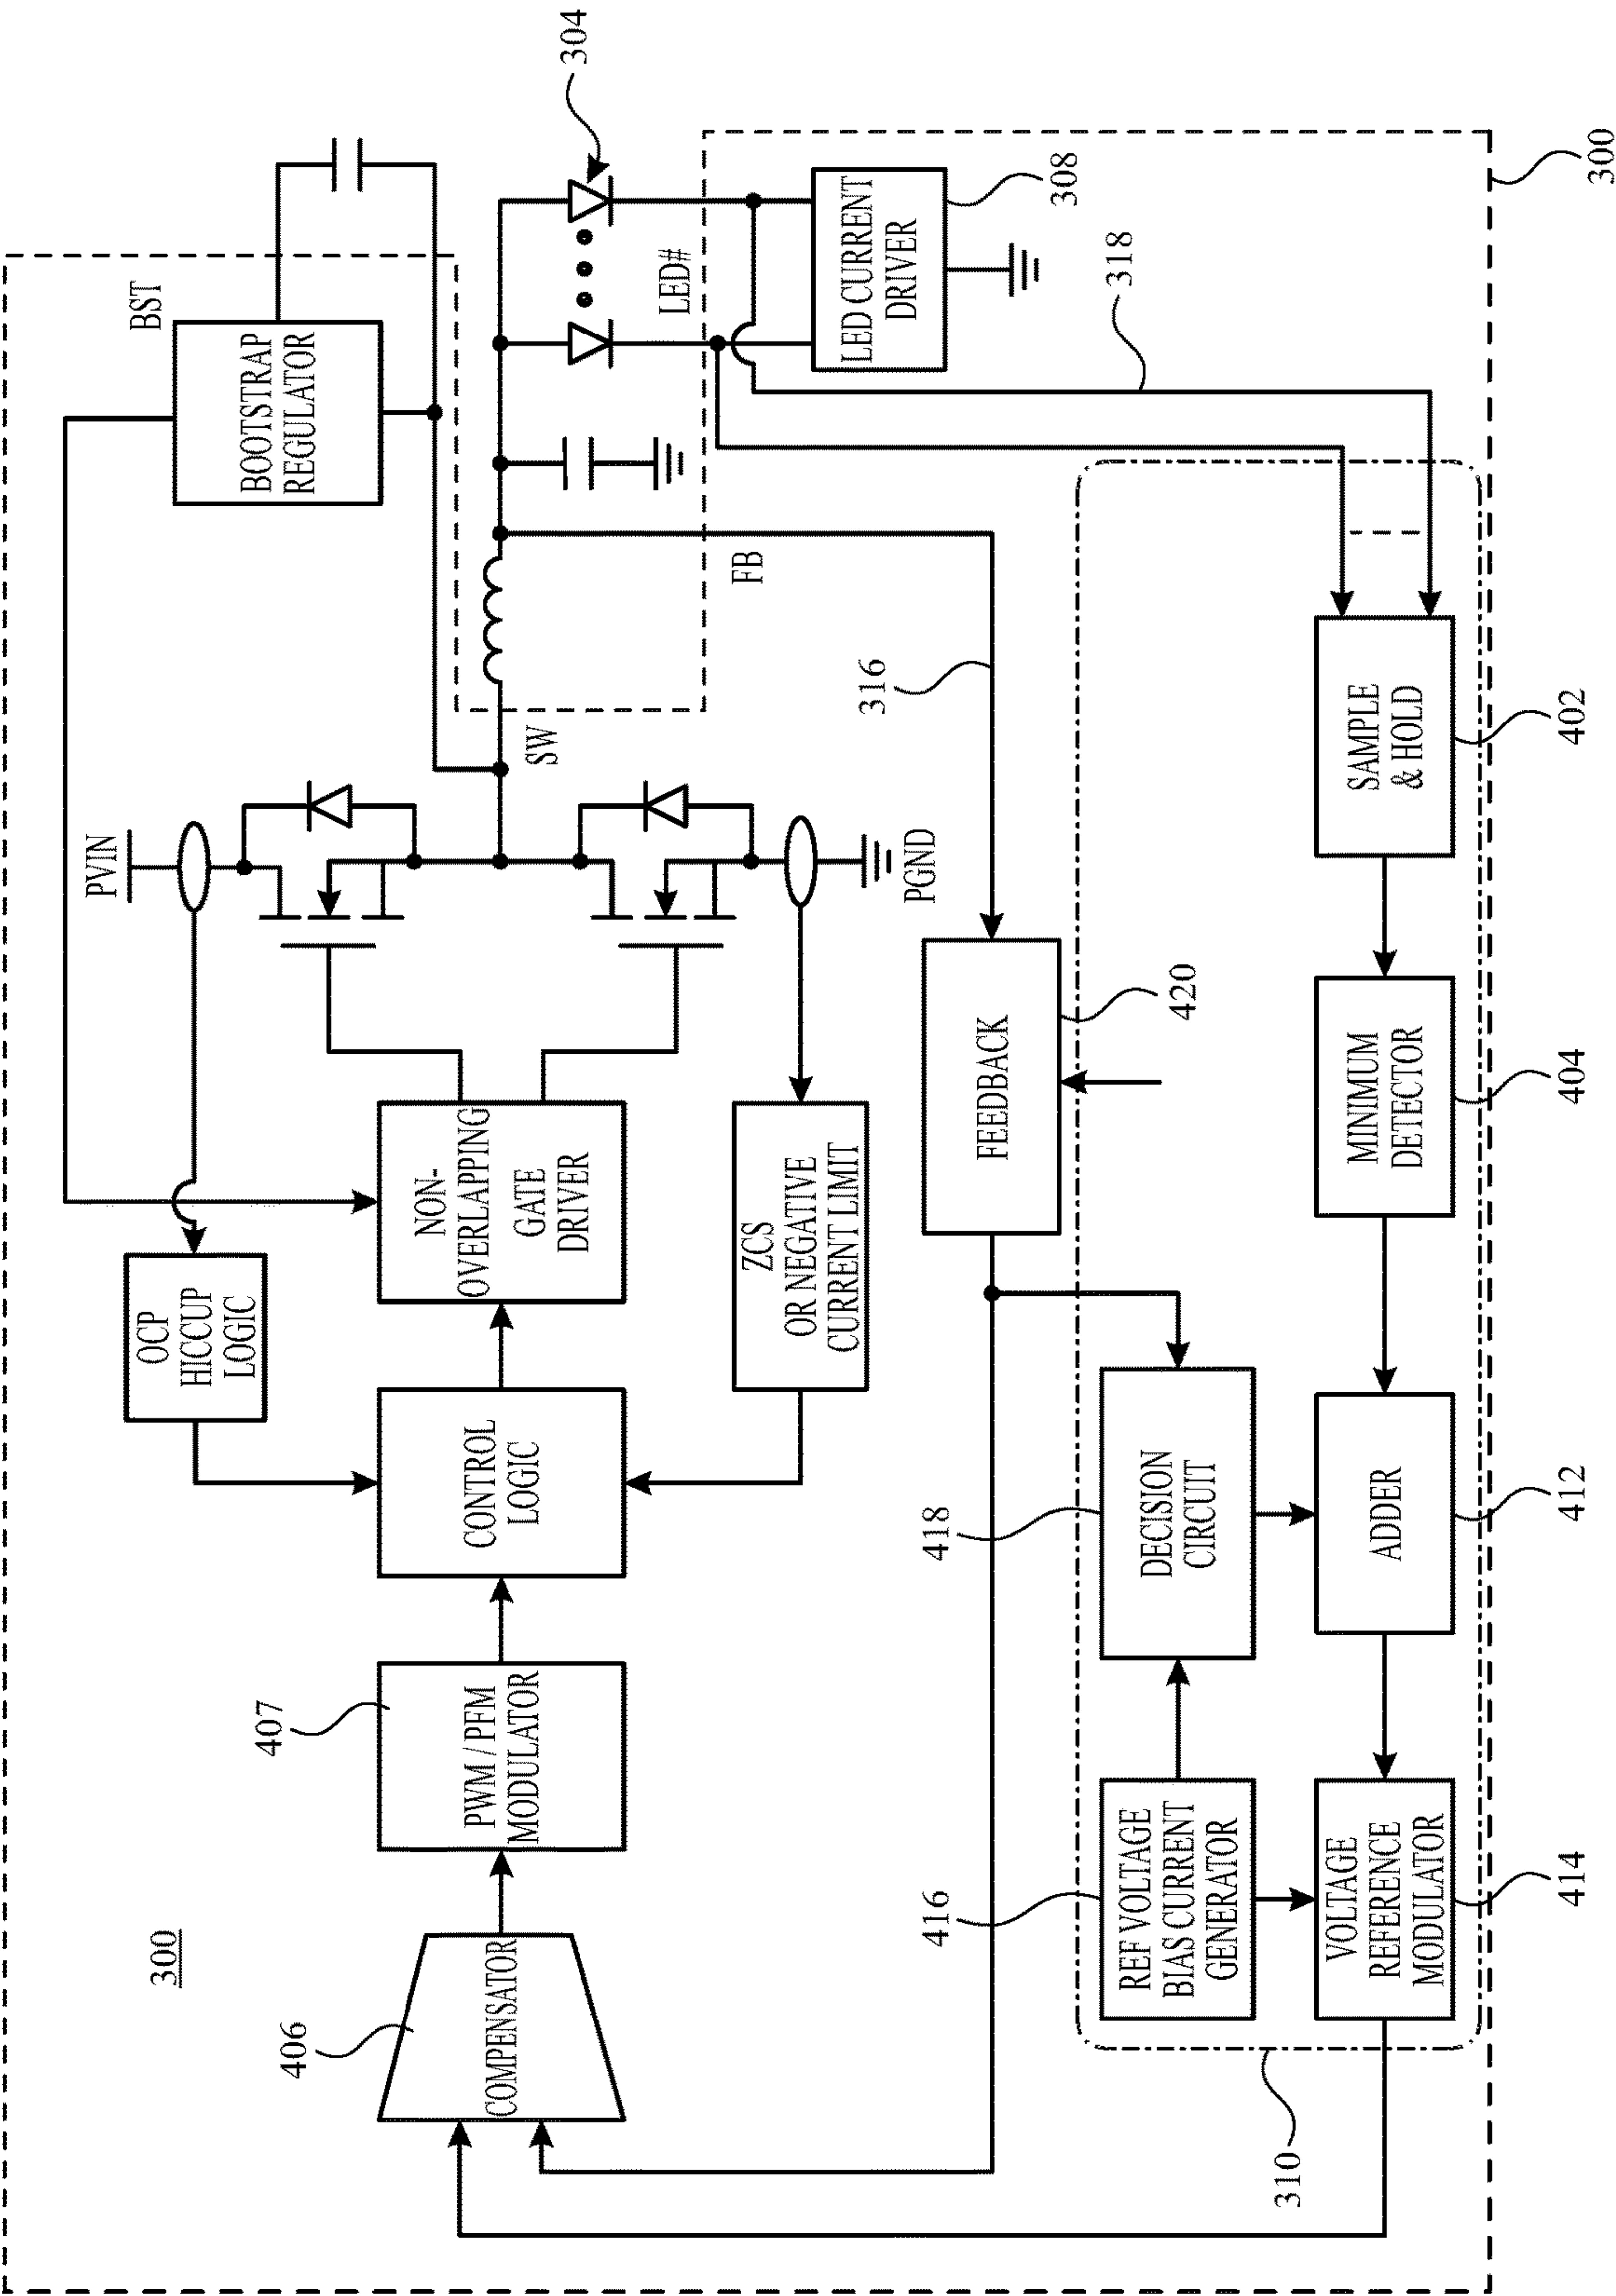 300
406
COMPENSATOR
407
PWM / PFM
MODULATOR
OCP
HICCUP
LOGIC
CONTROL
LOGIC
NON-
OVERLAPPING
GATE
DRIVER
ZCS
OR NEGATIVE
CURRENT LIMIT
PVIN
PGND
SW
BOOTSTRAP
REGULATOR
BST
304
LED#
FB
LED CURRENT
DRIVER
308
316
318
FEEDBACK
420
310
416
REF VOLTAGE
BIAS CURRENT
GENERATOR
418
DECISION
CIRCUIT
VOLTAGE
REFERENCE
MODULATOR
414
ADDER
412
MINIMUM
DETECTOR
404
SAMPLE
& HOLD
402
300